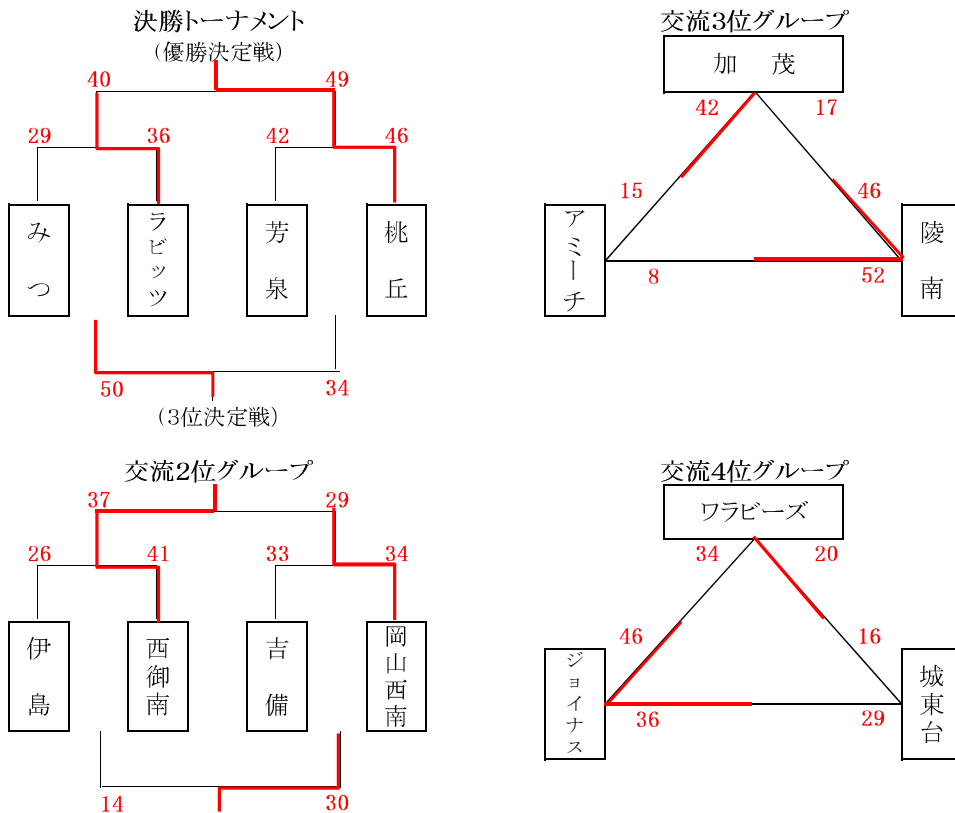 決勝トーナメント
(優勝決定戦)
40
49
29
36
42
46
みつ
ラビッツ
芳泉
桃丘
50
34
(3位決定戦)
交流3位グループ
加 茂
42
17
15
46
アミーチ
陵南
8
52
交流2位グループ
37
29
26
41
33
34
伊島
西御南
吉備
岡山西南
14
30
交流4位グループ
ワラビーズ
34
20
46
16
ジョイナス
城東台
36
29